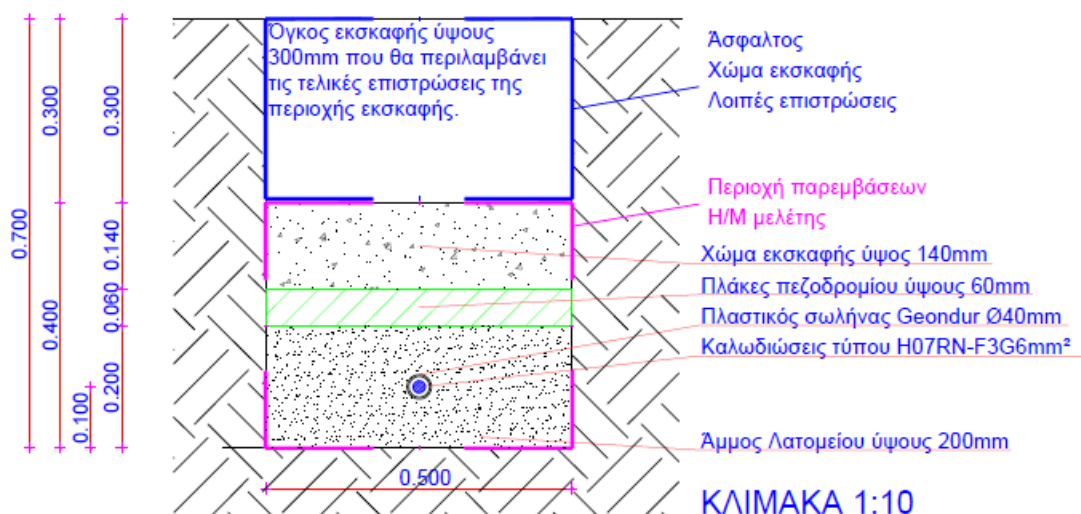 Όγκος εκσκαφής ύψους
300mm που θα περιλαμβάνει
τις τελικές επιστρώσεις της
περιοχής εκσκαφής.
Άσφαλτος
Χώμα εκσκαφής
Λοιπές επιστρώσεις
Περιοχή παρεμβάσεων
Η/Μ μελέτης
Χώμα εκσκαφής ύψος 140mm
Πλάκες πεζοδρομίου ύψους 60mm
Πλαστικός σωλήνας Geondur Ø40mm
Καλωδιώσεις τύπου H07RN-F3G6mm²
Άμμος Λατομείου ύψους 200mm
0.700
0.300
0.400
0.100
0.300
0.140
0.060
0.200
0.500
ΚΛΙΜΑΚΑ 1:10